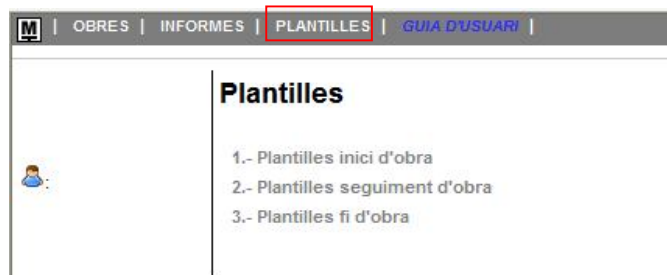 M | OBRES | INFORMES | PLANTILLES | GUIA D'USUARI |
Plantilles
1.- Plantilles inici d'obra
:
2.- Plantilles seguiment d'obra
3.- Plantilles fi d'obra